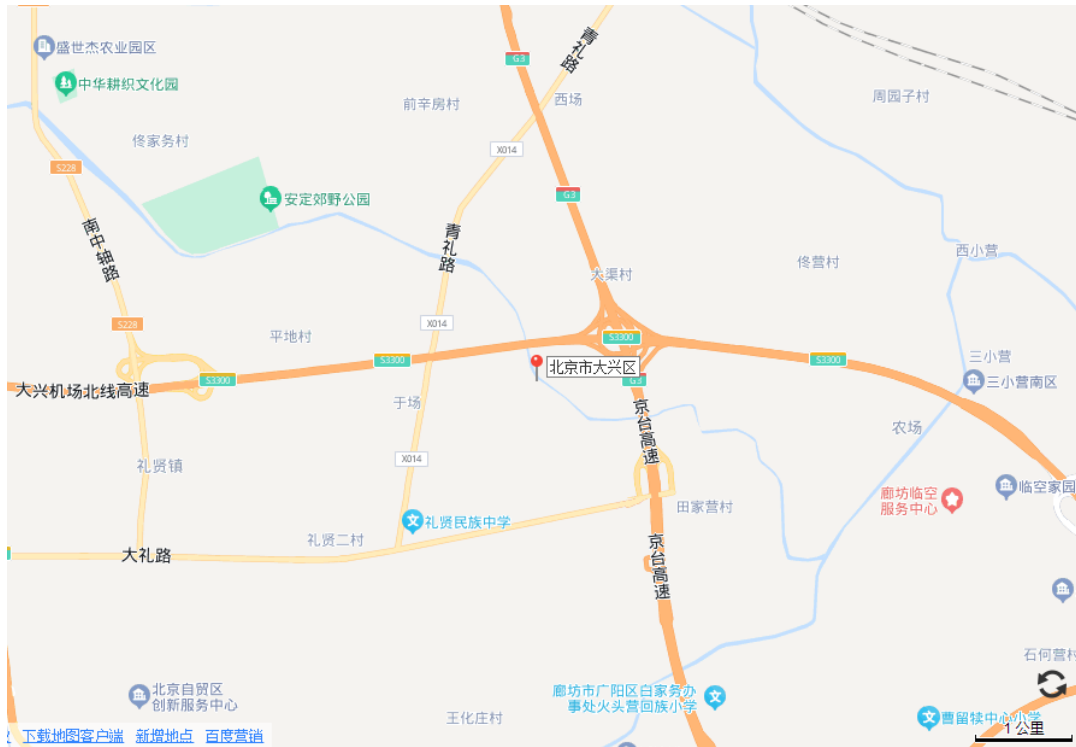 盛世杰农业园区
中华耕织文化园
佟家务村
S228
安定郊野公园
南中轴路
S228
平地村
S3300
大兴机场北线高速
礼贤镇
大礼路
北京自贸区
创新服务中心
下载地图客户端 新增地点 百度营销
青礼路
G3
前辛房村
西场
X014
G3
青礼路
X014
S3300
于场
X014
礼贤民族中学
礼贤二村
王化庄村
大渠村
S3300
北京市大兴区
G3
京台高速
田家营村
京台高速
廊坊市广阳区白家务办
事处火头营回族小学
周园子村
西小营
佟营村
S3300
三小营
三小营南区
农场
廊坊临空
服务中心
临空家园
石何营村
曹留犊中心小学
1 公里